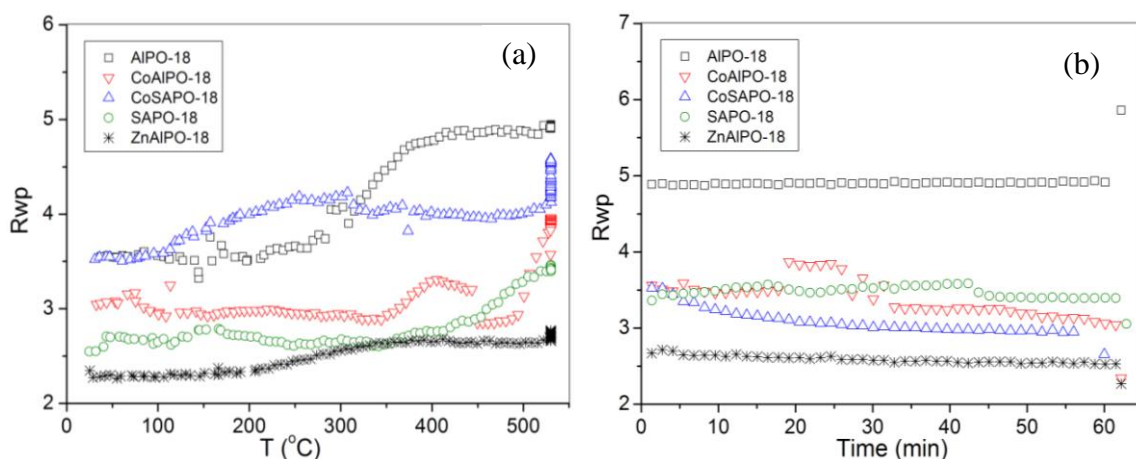 (a)
AlPO-18
CoAlPO-18
CoSAPO-18
SAPO-18
ZnAlPO-18
6
5
4
3
2
Rwp
0 100 200 300 400 500
T (°C)
(b)
AlPO-18
CoAlPO-18
CoSAPO-18
SAPO-18
ZnAlPO-18
7
6
5
4
3
2
Rwp
0 10 20 30 40 50 60
Time (min)